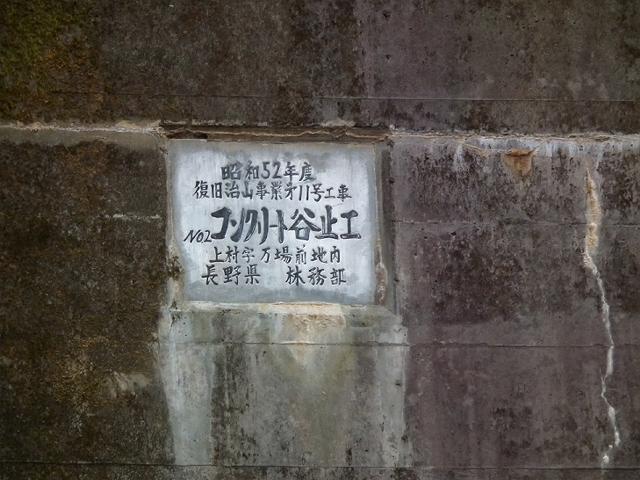 昭和52年度
復旧治山事業第11号工事
No2コンクリート谷止工
上村字万場前地内
長野県 林務部